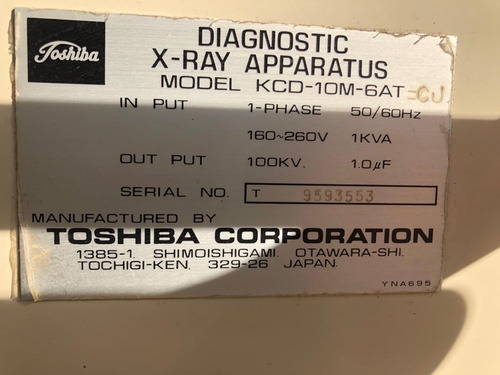 Toshiba
DIAGNOSTIC
X-RAY APPARATUS
MODEL KCD-10M-6AT-CJ
IN PUT 1-PHASE 50/60Hz
160~260V 1KVA
OUT PUT 100KV. 1.0μF
SERIAL NO. T 9593553
MANUFACTURED BY
TOSHIBA CORPORATION
1385-1. SHIMOISHIGAMI. OTAWARA-SHI.
TOCHIGI-KEN. 329-26 JAPAN.
YNA695